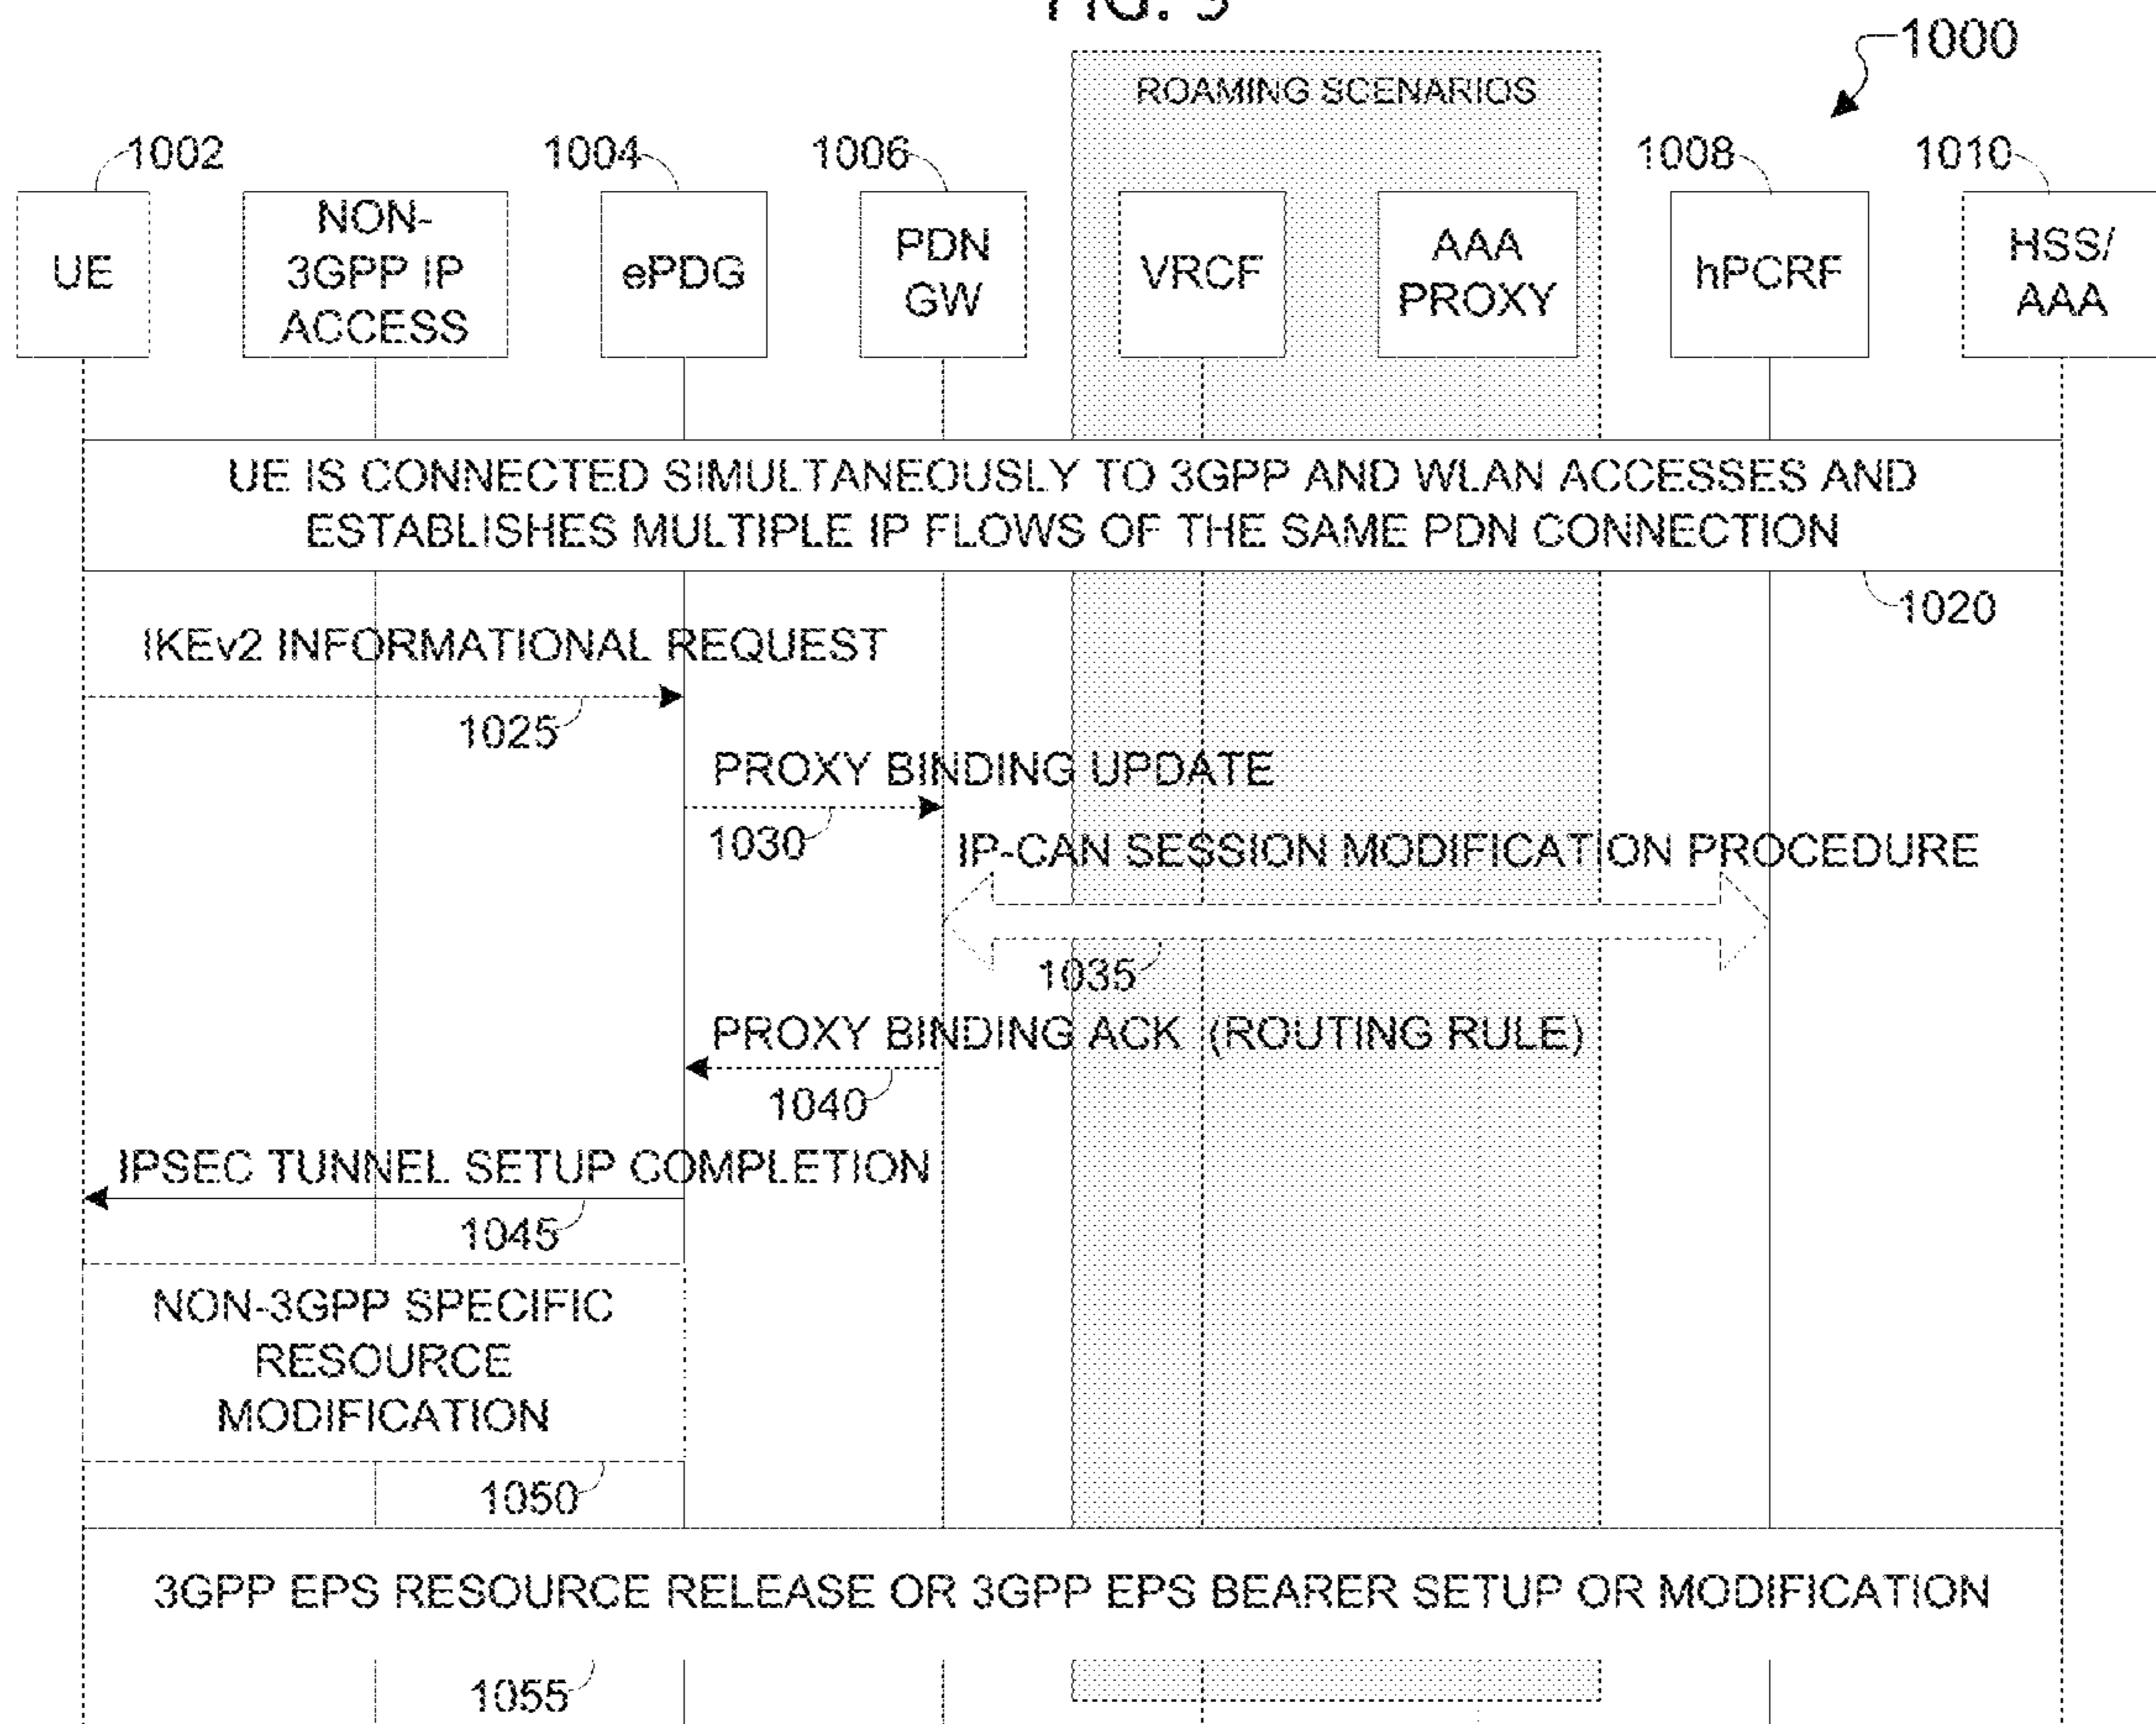 FIG. 9
1000
ROAMING SCENARIOS
1002
1004
1006
1008
1010
UE
NON-
3GPP IP
ACCESS
ePDG
PDN
GW
VRCF
AAA
PROXY
hPCRF
HSS/
AAA
UE IS CONNECTED SIMULTANEOUSLY TO 3GPP AND WLAN ACCESSES AND
ESTABLISHES MULTIPLE IP FLOWS OF THE SAME PDN CONNECTION
1020
IKEv2 INFORMATIONAL REQUEST
1025
PROXY BINDING UPDATE
1030
IP-CAN SESSION MODIFICATION PROCEDURE
1035
PROXY BINDING ACK (ROUTING RULE)
1040
IPSEC TUNNEL SETUP COMPLETION
1045
NON-3GPP SPECIFIC
RESOURCE
MODIFICATION
1050
3GPP EPS RESOURCE RELEASE OR 3GPP EPS BEARER SETUP OR MODIFICATION
1055